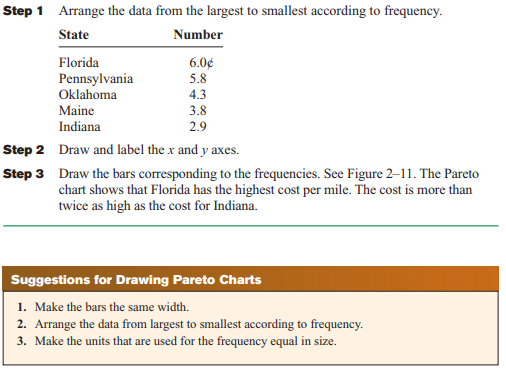 Step 1 Arrange the data from the largest to smallest according to frequency.
State Number
Florida 6.0¢
Pennsylvania 5.8
Oklahoma 4.3
Maine 3.8
Indiana 2.9
Step 2 Draw and label the x and y axes.
Step 3 Draw the bars corresponding to the frequencies. See Figure 2–11. The Pareto
chart shows that Florida has the highest cost per mile. The cost is more than
twice as high as the cost for Indiana.
Suggestions for Drawing Pareto Charts
1. Make the bars the same width.
2. Arrange the data from largest to smallest according to frequency.
3. Make the units that are used for the frequency equal in size.